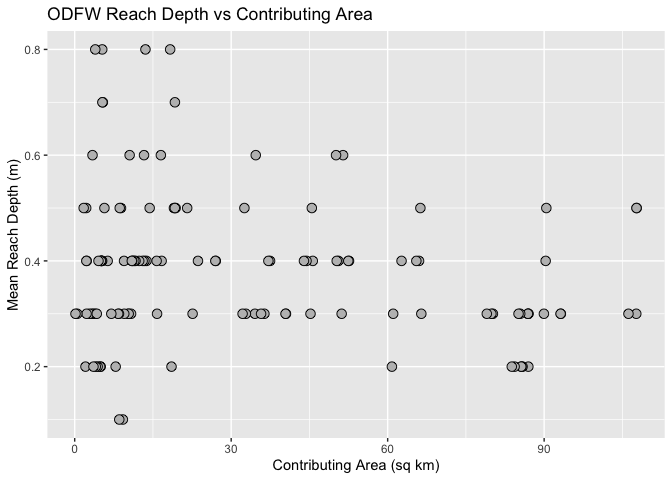 ODFW Reach Depth vs Contributing Area
Mean Reach Depth (m)
0.8
0.6
0.4
0.2
0
30
60
90
Contributing Area (sq km)